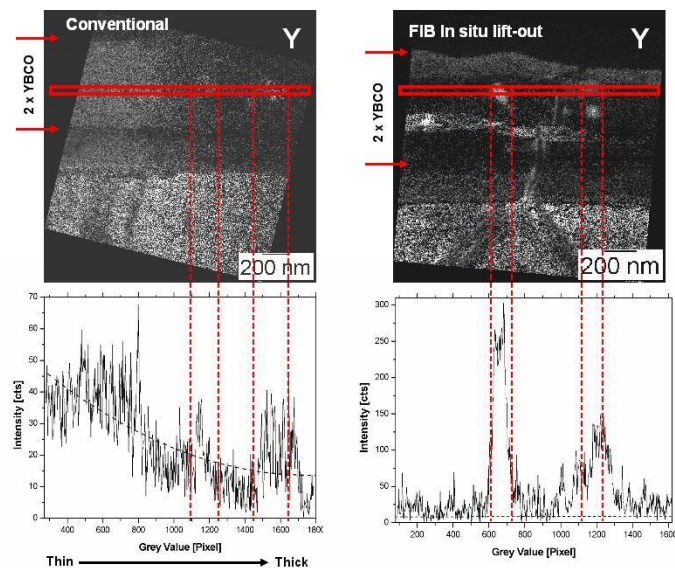 Conventional
Y
2 x YBCO
200 nm
FIB In situ lift-out
Y
2 x YBCO
200 nm
Intensity [cts]
70
60
50
40
30
20
10
0
400 600 800 1000 1200 1400 1600 1800
Grey Value [Pixel]
Thin
Thick
Intensity [cts]
300
250
200
150
100
50
0
200 400 600 800 1000 1200 1400 1600
Grey Value [Pixel]